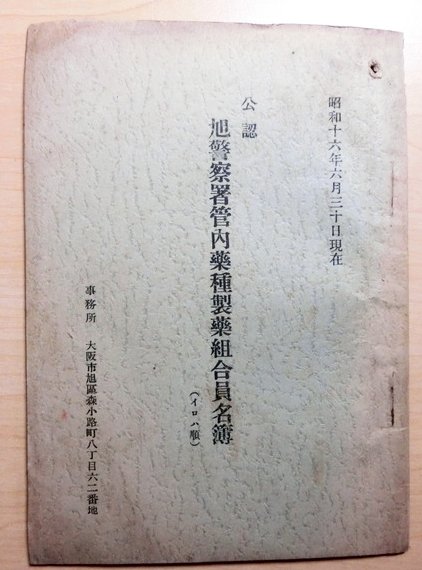 昭和十六年六月三十日現在
公認
旭警察署管内藥種製藥組合員名簿
(イロハ順)
事務所 大阪市旭區森小路町八丁目六二番地